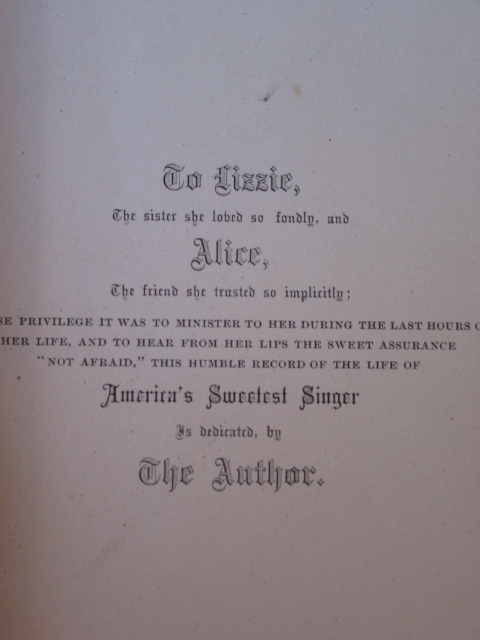 To Lizzie,
The sister she loved so fondly, and
Alice,
The friend she trusted so implicitly;
SE PRIVILEGE IT WAS TO MINISTER TO HER DURING THE LAST HOURS O
HER LIFE, AND TO HEAR FROM HER LIPS THE SWEET ASSURANCE
"NOT AFRAID," THIS HUMBLE RECORD OF THE LIFE OF
America's Sweetest Singer
Is dedicated, by
The Author.